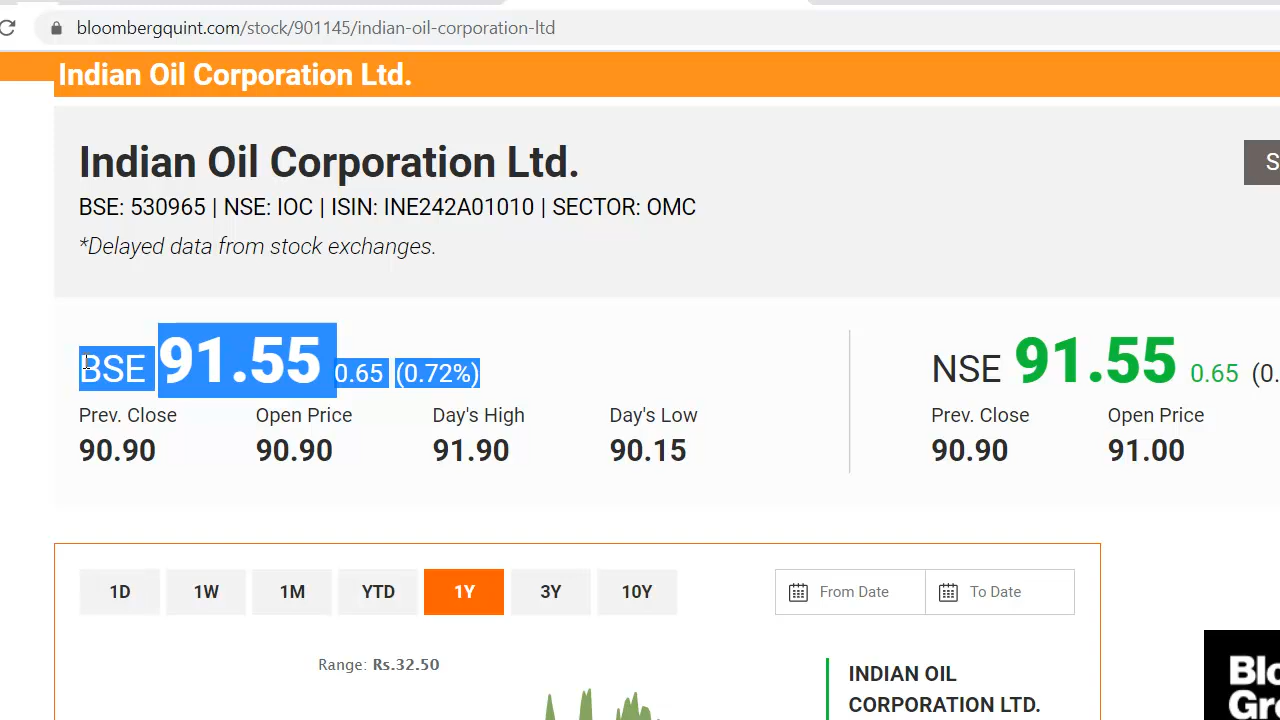 bloombergquint.com/stock/901145/indian-oil-corporation-ltd
Indian Oil Corporation Ltd.
Indian Oil Corporation Ltd.
BSE: 530965 | NSE: IOC | ISIN: INE242A01010 | SECTOR: OMC
*Delayed data from stock exchanges.
BSE 91.55 0.65 (0.72%)
Prev. Close Open Price Day's High Day's Low
90.90 90.90 91.90 90.15
NSE 91.55 0.65 (0.
Prev. Close Open Price
90.90 91.00
1D 1W 1M YTD 1Y 3Y 10Y
From Date To Date
Range: Rs.32.50
INDIAN OIL
CORPORATION LTD.